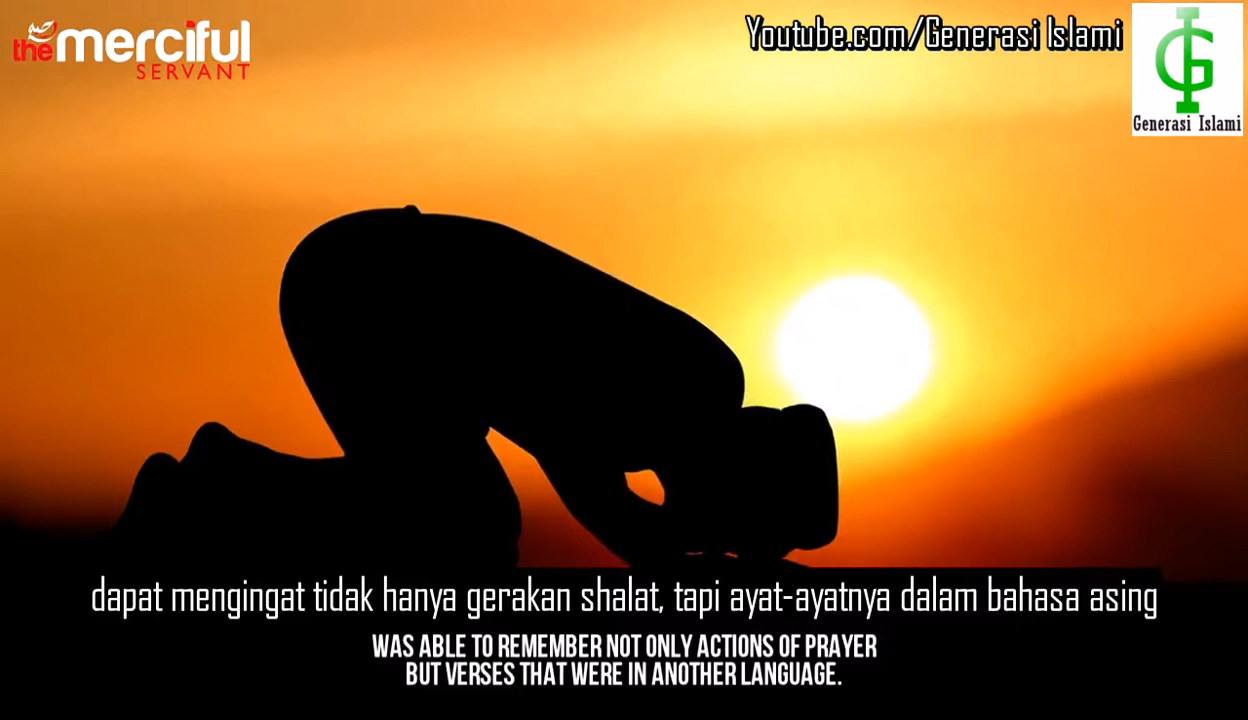 the merciful
SERVANT
Youtube.com/Generasi Islami
GI
Generasi Islami
dapat mengingat tidak hanya gerakan shalat, tapi ayat-ayatnya dalam bahasa asing
WAS ABLE TO REMEMBER NOT ONLY ACTIONS OF PRAYER
BUT VERSES THAT WERE IN ANOTHER LANGUAGE.